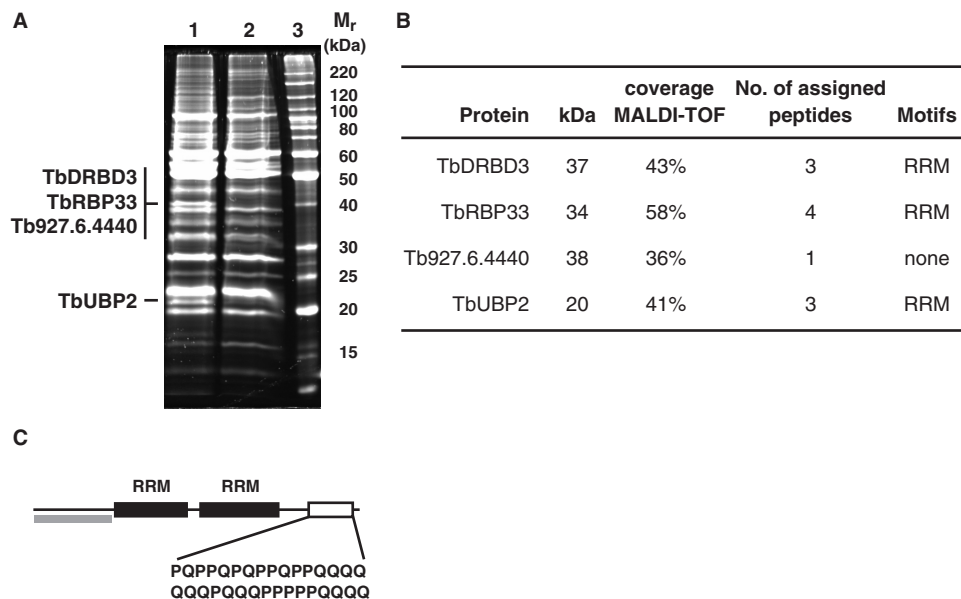 A
1 2 3 Mr (kDa)
220
120
100
80
60
50
40
30
25
20
15
TbDRBD3
TbRBP33
Tb927.6.4440
TbUBP2
B
Protein kDa coverage MALDI-TOF No. of assigned peptides Motifs
TbDRBD3 37 43% 3 RRM
TbRBP33 34 58% 4 RRM
Tb927.6.4440 38 36% 1 none
TbUBP2 20 41% 3 RRM
C
RRM RRM
PQPPQPQPPQPPQQQQ
QQQPQQQPPPPPQQQQ